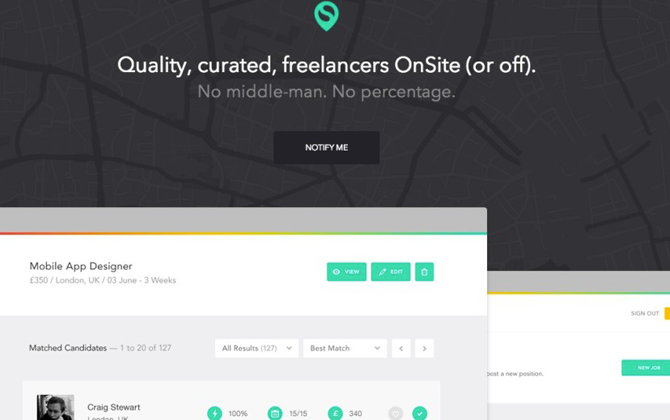 Quality, curated, freelancers OnSite (or off).
No middle-man. No percentage.
NOTIFY ME
Mobile App Designer
£350 / London, UK / 03 June - 3 Weeks
VIEW
EDIT
SIGN OUT
post a new position.
NEW JOB
Matched Candidates — 1 to 20 of 127
All Results (127)
Best Match
Craig Stewart
London, UK
100%
15/15
£ 340